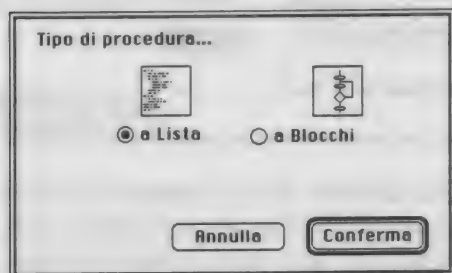 Tipo di procedura...
a Lista
a Blocchi
Annulla
Conferma